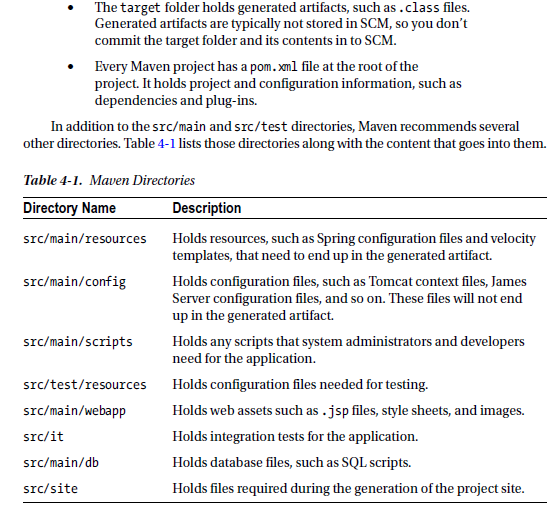 • The target folder holds generated artifacts, such as .class files.
Generated artifacts are typically not stored in SCM, so you don't
commit the target folder and its contents in to SCM.
• Every Maven project has a pom.xml file at the root of the
project. It holds project and configuration information, such as
dependencies and plug-ins.
In addition to the src/main and src/test directories, Maven recommends several
other directories. Table 4-1 lists those directories along with the content that goes into them.
Table 4-1. Maven Directories
Directory Name Description
src/main/resources Holds resources, such as Spring configuration files and velocity
templates, that need to end up in the generated artifact.
src/main/config Holds configuration files, such as Tomcat context files, James
Server configuration files, and so on. These files will not end
up in the generated artifact.
src/main/scripts Holds any scripts that system administrators and developers
need for the application.
src/test/resources Holds configuration files needed for testing.
src/main/webapp Holds web assets such as .jsp files, style sheets, and images.
src/it Holds integration tests for the application.
src/main/db Holds database files, such as SQL scripts.
src/site Holds files required during the generation of the project site.